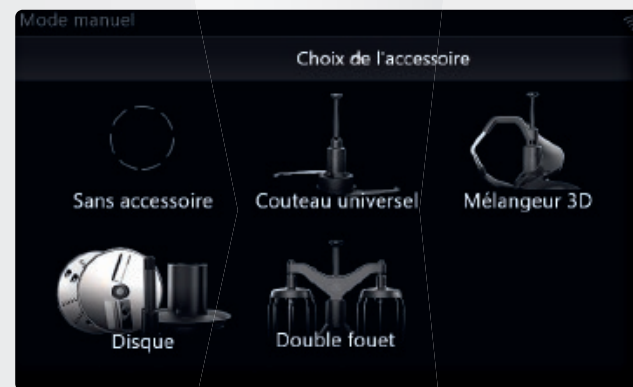 Mode manuel
Choix de l'accessoire
Sans accessoire
Couteau universel
Mélangeur 3D
Disque
Double fouet